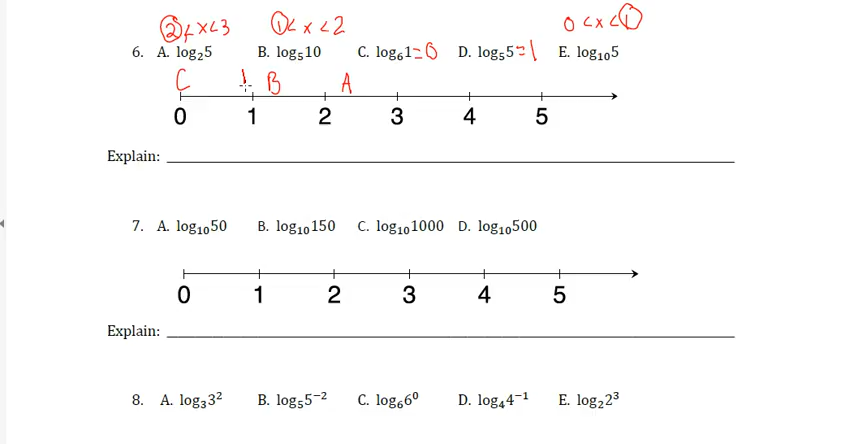 ②<x<3 ①<x<2 0<x<①
6. A. log₂5 B. log₅10 C. log₆1=0 D. log₅5=1 E. log₁₀5
C B A
0 1 2 3 4 5
Explain:
7. A. log₁₀50 B. log₁₀150 C. log₁₀1000 D. log₁₀500
0 1 2 3 4 5
Explain:
8. A. log₃3² B. log₅5⁻² C. log₆6⁰ D. log₄4⁻¹ E. log₂2³